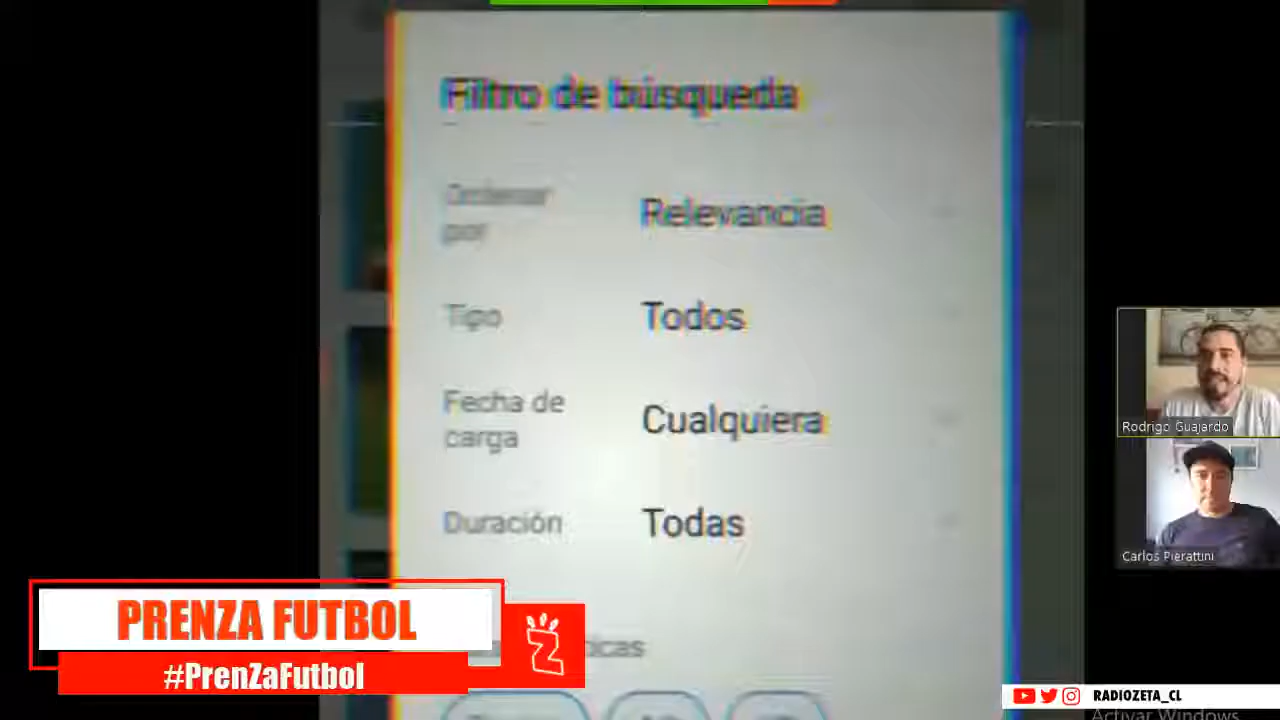 Filtro de búsqueda
Ordenar
por
Relevancia
Tipo
Todos
Fecha de
carga
Cualquiera
Duración
Todas
Rodrigo Guajardo
Carlos Pierattini
PRENZA FUTBOL
#PrenZaFutbol
RADIOZETA_CL
Activar Windows